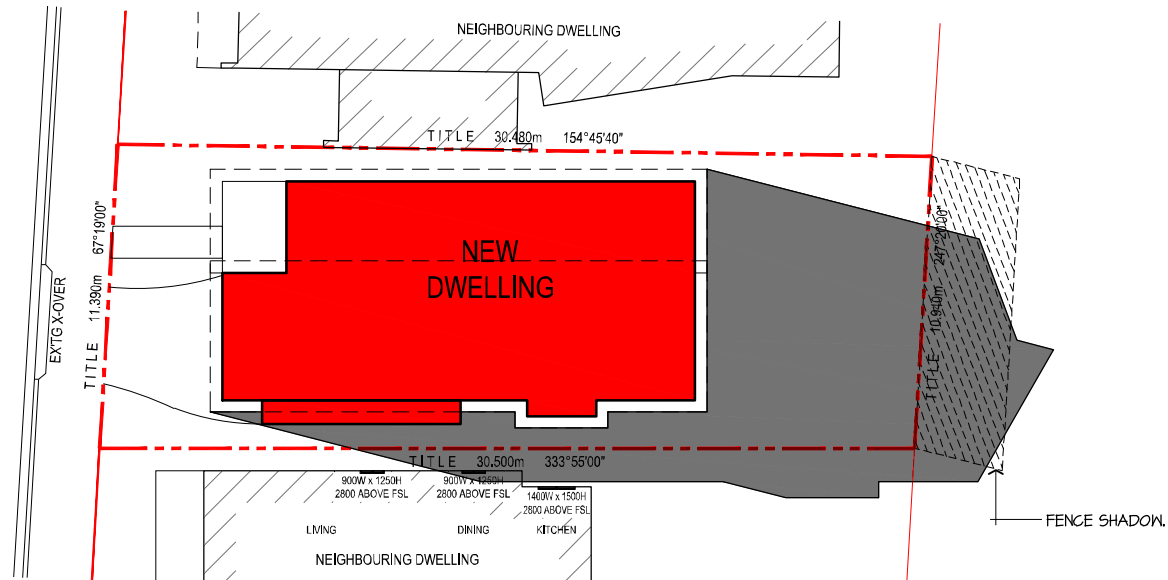 NEIGHBOURING DWELLING
TITLE 30.480m 154°45'40"
TITLE 11.390m 67°19'00"
EXTG X-OVER
NEW
DWELLING
TITLE 10.940m 247°20'00"
TITLE 30.500m 333°55'00"
900W x 1250H
2800 ABOVE FSL
900W x 1250H
2800 ABOVE FSL
1400W x 1500H
2800 ABOVE FSL
LIVING
DINING
KITCHEN
NEIGHBOURING DWELLING
FENCE SHADOW.